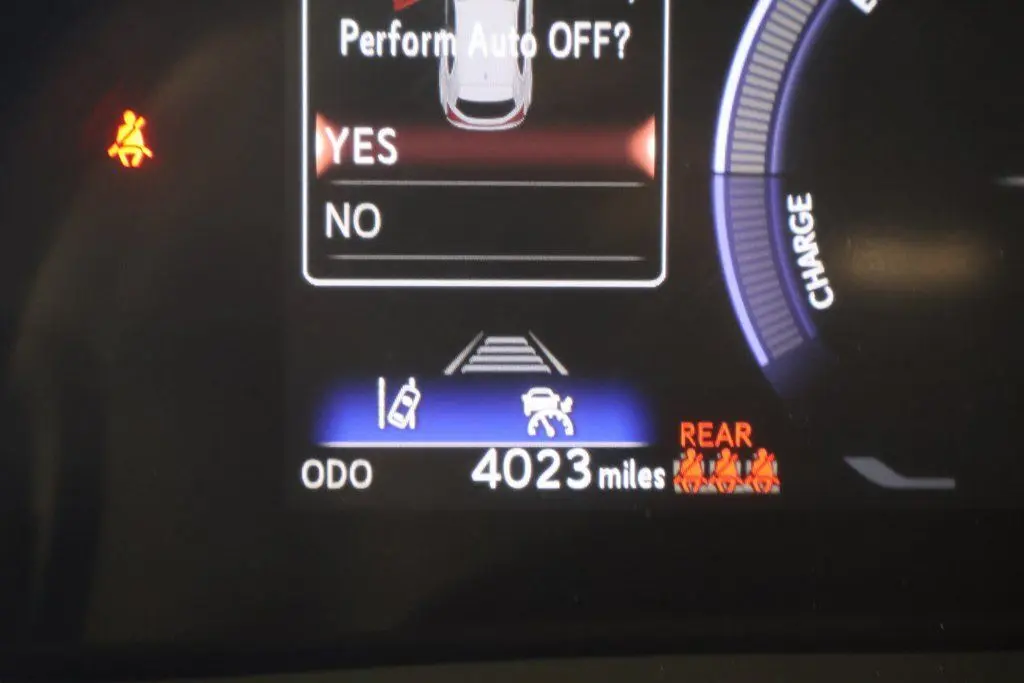 Perform Auto OFF?
YES
NO
CHARGE
REAR
ODO 4023 miles